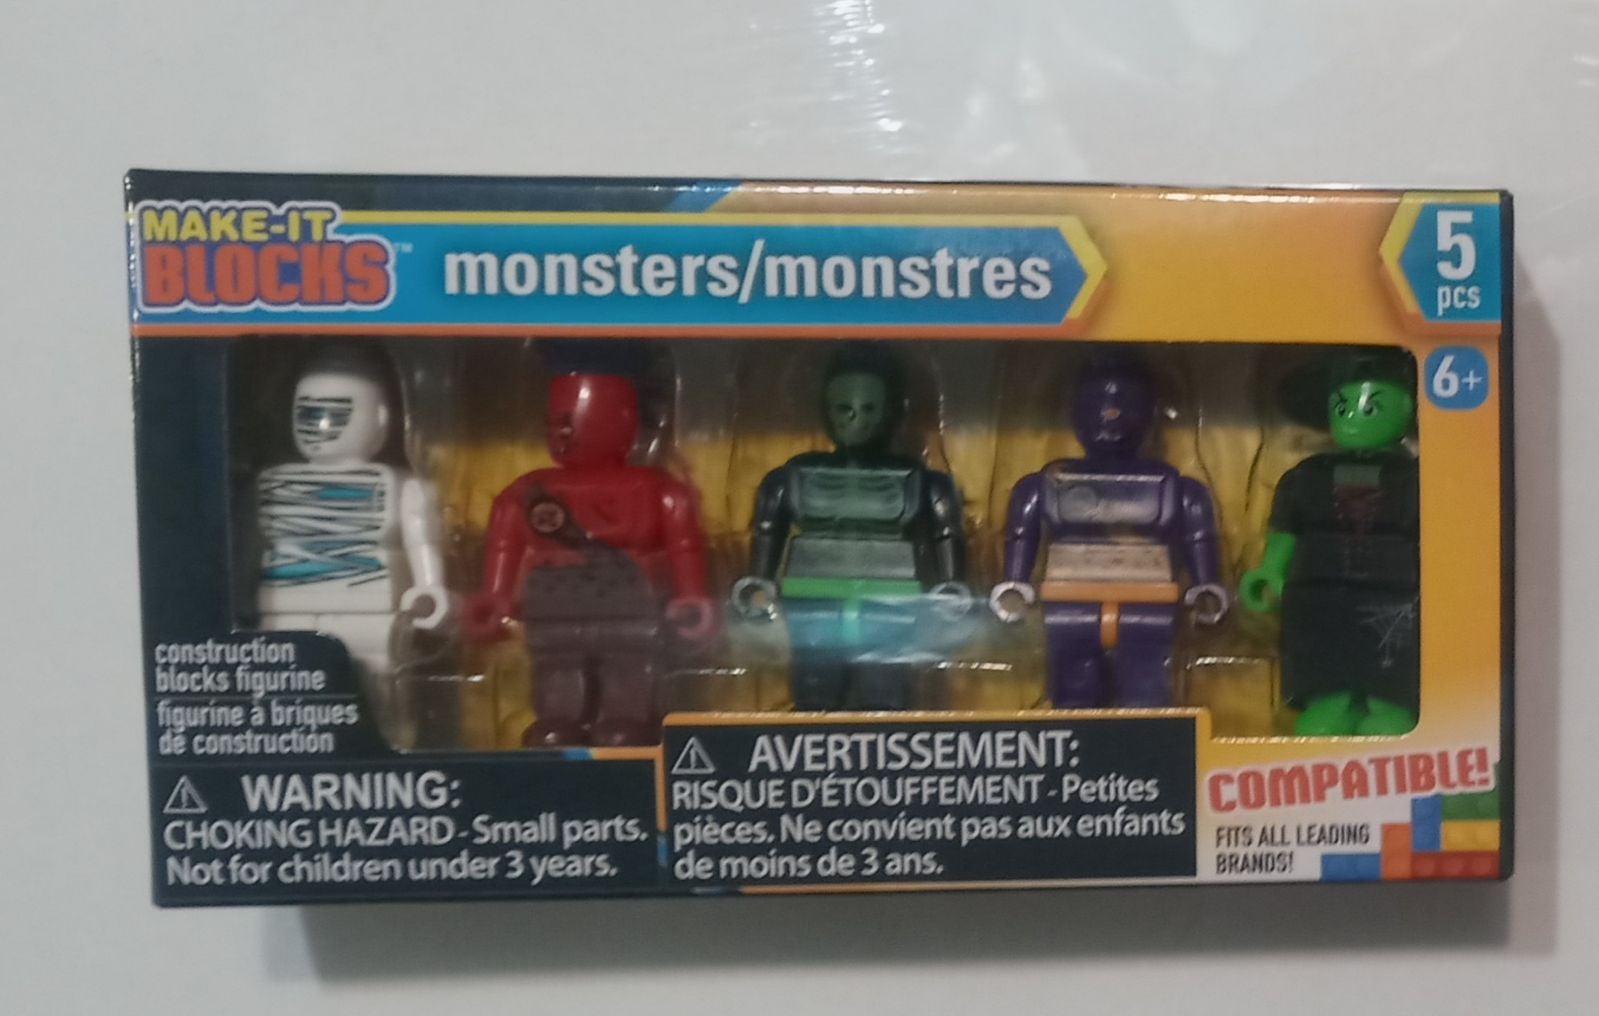 MAKE-IT
BLOCKS™
monsters/monstres
5
pcs
6+
construction
blocks figurine
figurine à briques
de construction
⚠ WARNING:
CHOKING HAZARD - Small parts.
Not for children under 3 years.
⚠ AVERTISSEMENT:
RISQUE D'ÉTOUFFEMENT - Petites
pièces. Ne convient pas aux enfants
de moins de 3 ans.
COMPATIBLE!
FITS ALL LEADING
BRANDS!